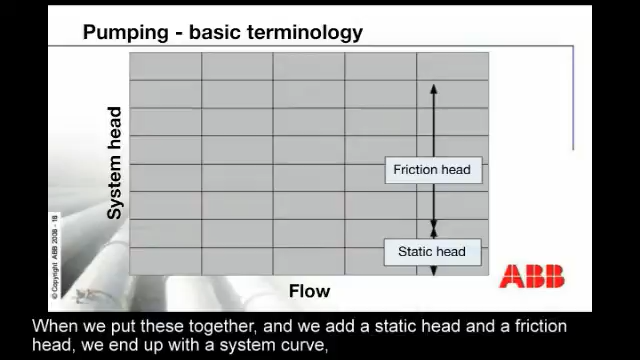 Pumping - basic terminology
System head
Friction head
Static head
Flow
© Copyright ABB 2008 - 16
ABB
When we put these together, and we add a static head and a friction
head, we end up with a system curve,